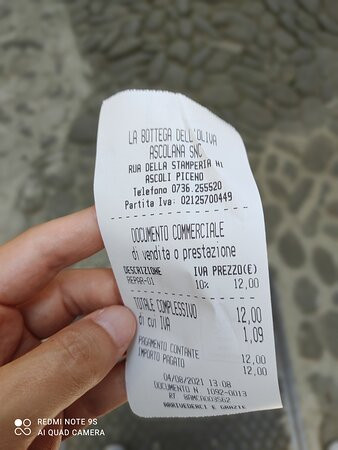 LA BOTTEGA DELL'OLIVA
ASCOLANA SNC
RUA DELLA STAMPERIA
ASCOLI PICENO
Telefono 0736.255520
Partita Iva: 02125700449
DOCUMENTO COMMERCIALE
di vendita o prestazione
DESCRIZIONE IVA PREZZO(€)
REPAR-01 10% 12,00
TOTALE COMPLESSIVO 12,00
di cui IVA 1,09
PAGAMENTO CONTANTE 12,00
IMPORTO PAGATO 12,00
04/08/2021 13:08
DOCUMENTO N. 1092-0013
RT
ARRIVEDERCI E GRAZIE
REDMI NOTE 9S
AI QUAD CAMERA